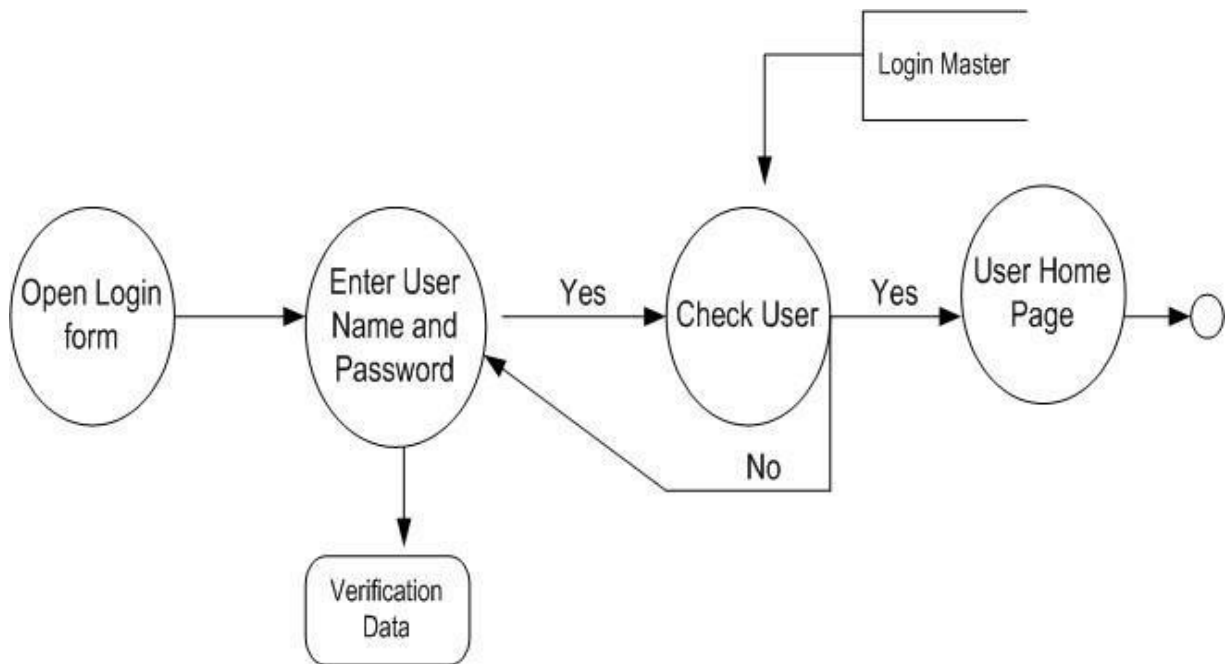 Login Master
Open Login
form
Enter User
Name and
Password
Yes
Check User
Yes
User Home
Page
No
Verification
Data